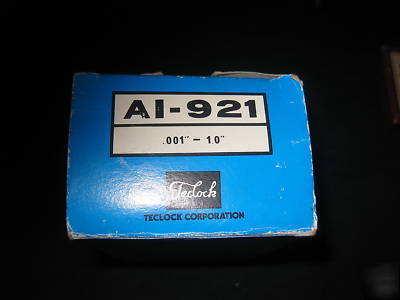 AI-921
.001" - 1.0"
Teclock
TECLOCK CORPORATION